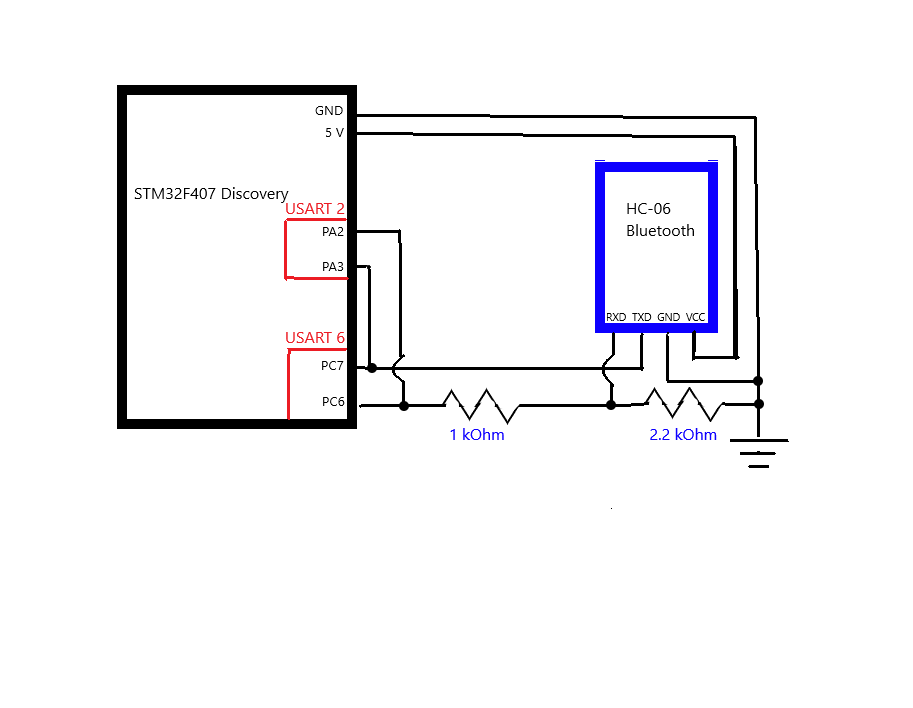 GND
5 V
STM32F407 Discovery
USART 2
PA2
PA3
USART 6
PC7
PC6
HC-06
Bluetooth
RXD TXD GND VCC
1 kOhm
2.2 kOhm